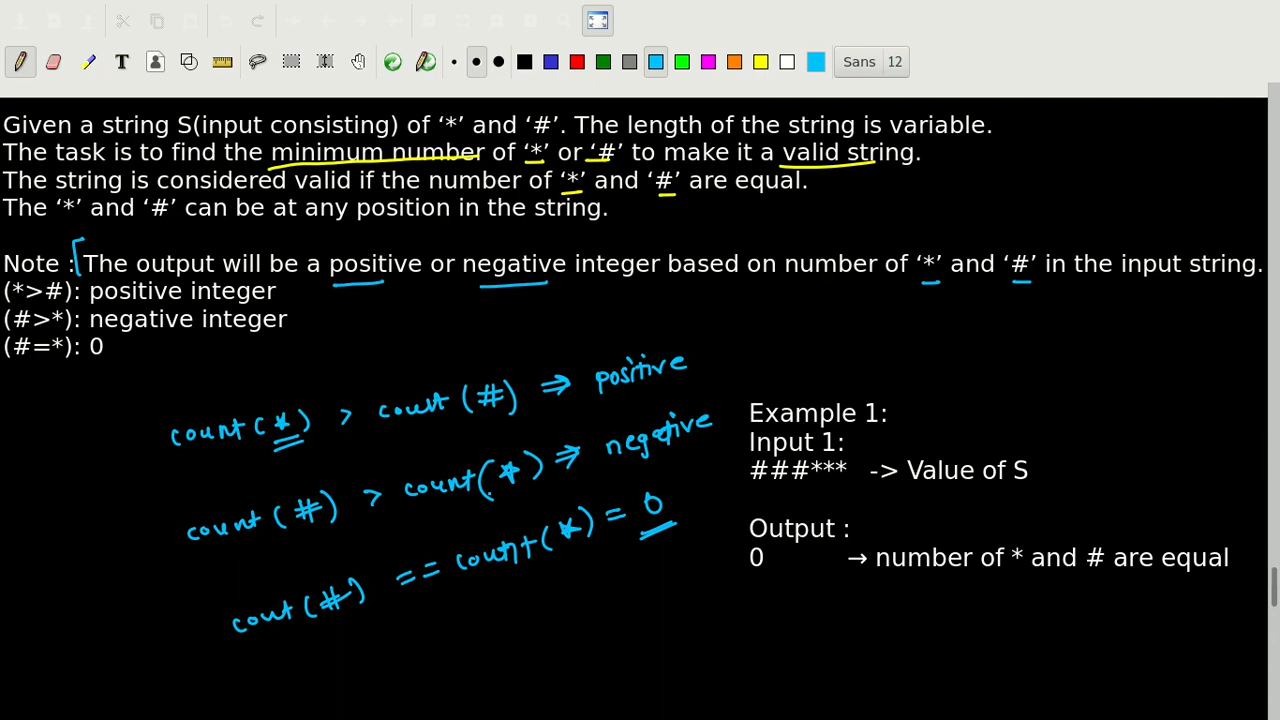 Sans 12
Given a string S(input consisting) of ‘*’ and ‘#’. The length of the string is variable.
The task is to find the minimum number of ‘*’ or ‘#’ to make it a valid string.
The string is considered valid if the number of ‘*’ and ‘#’ are equal.
The ‘*’ and ‘#’ can be at any position in the string.
Note : The output will be a positive or negative integer based on number of ‘*’ and ‘#’ in the input string.
(*>#): positive integer
(#>*): negative integer
(#=*): 0
count (*) > count (#) ⇒ positive
count (#) > count (*) ⇒ negative
cout (#) == count (*) = 0
Example 1:
Input 1:
###*** -> Value of S
Output :
0 → number of * and # are equal